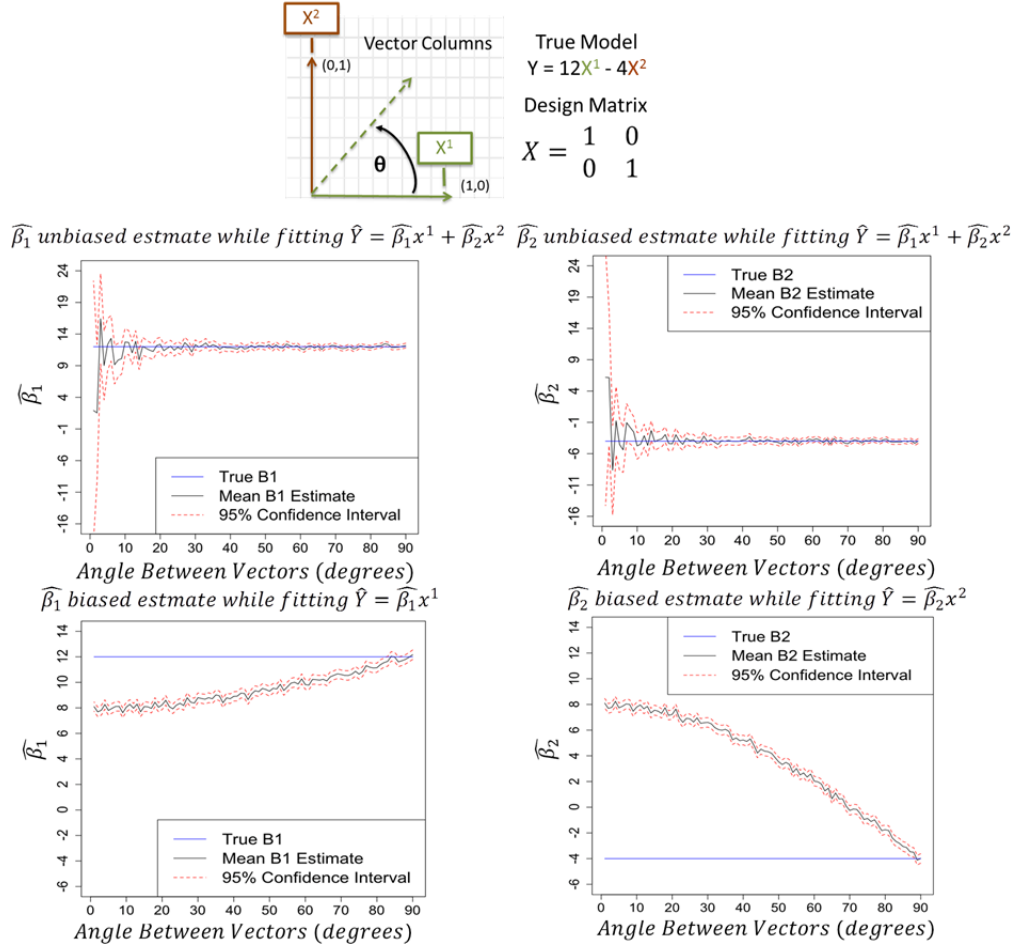 X²
Vector Columns
(0,1)
θ
X¹
(1,0)
True Model
Y = 12X¹ - 4X²
Design Matrix
X = 1 0
0 1
β̂₁ unbiased estmate while fitting Ŷ = β̂₁x¹ + β̂₂x²
24
19
14
9
4
-1
-6
-11
-16
β̂₁
True B1
Mean B1 Estimate
95% Confidence Interval
0 10 20 30 40 50 60 70 80 90
Angle Between Vectors (degrees)
β̂₂ unbiased estmate while fitting Ŷ = β̂₁x¹ + β̂₂x²
24
19
14
9
4
-1
-6
-11
-16
β̂₂
True B2
Mean B2 Estimate
95% Confidence Interval
0 10 20 30 40 50 60 70 80 90
Angle Between Vectors (degrees)
β̂₁ biased estmate while fitting Ŷ = β̂₁x¹
14
12
10
8
6
4
2
0
-2
-4
-6
β̂₁
True B1
Mean B1 Estimate
95% Confidence Interval
0 10 20 30 40 50 60 70 80 90
Angle Between Vectors (degrees)
β̂₂ biased estmate while fitting Ŷ = β̂₂x²
14
12
10
8
6
4
2
0
-2
-4
-6
β̂₂
True B2
Mean B2 Estimate
95% Confidence Interval
0 10 20 30 40 50 60 70 80 90
Angle Between Vectors (degrees)